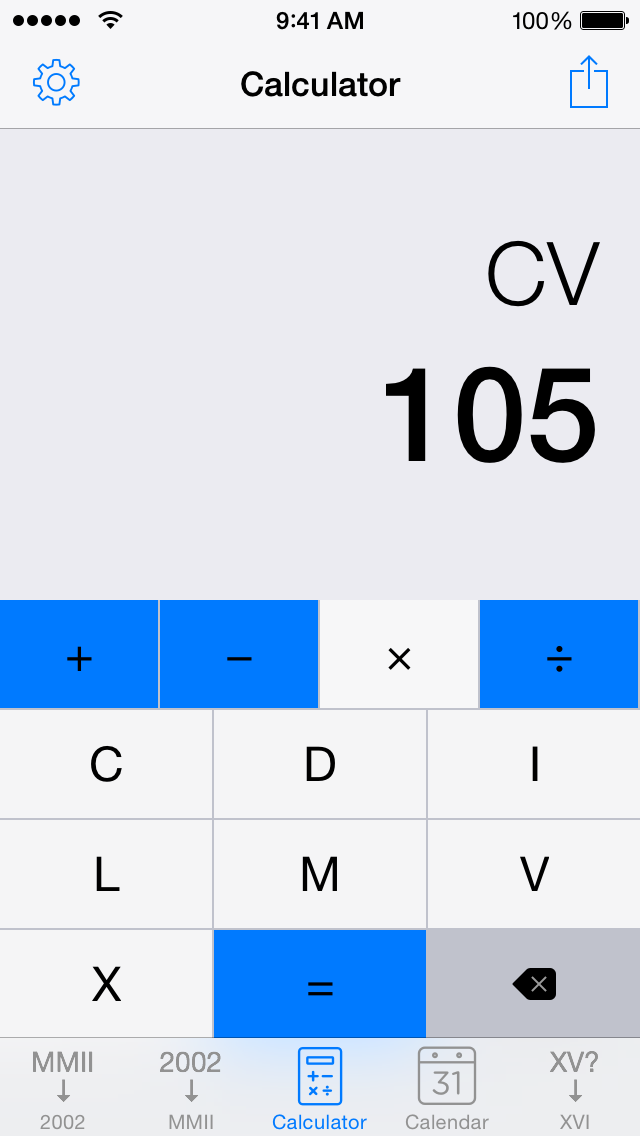 9:41 AM 100%
Calculator
CV
105
+ − × ÷
C D I
L M V
X =
MMII 2002 31 XV?
2002 MMII Calculator Calendar XVI